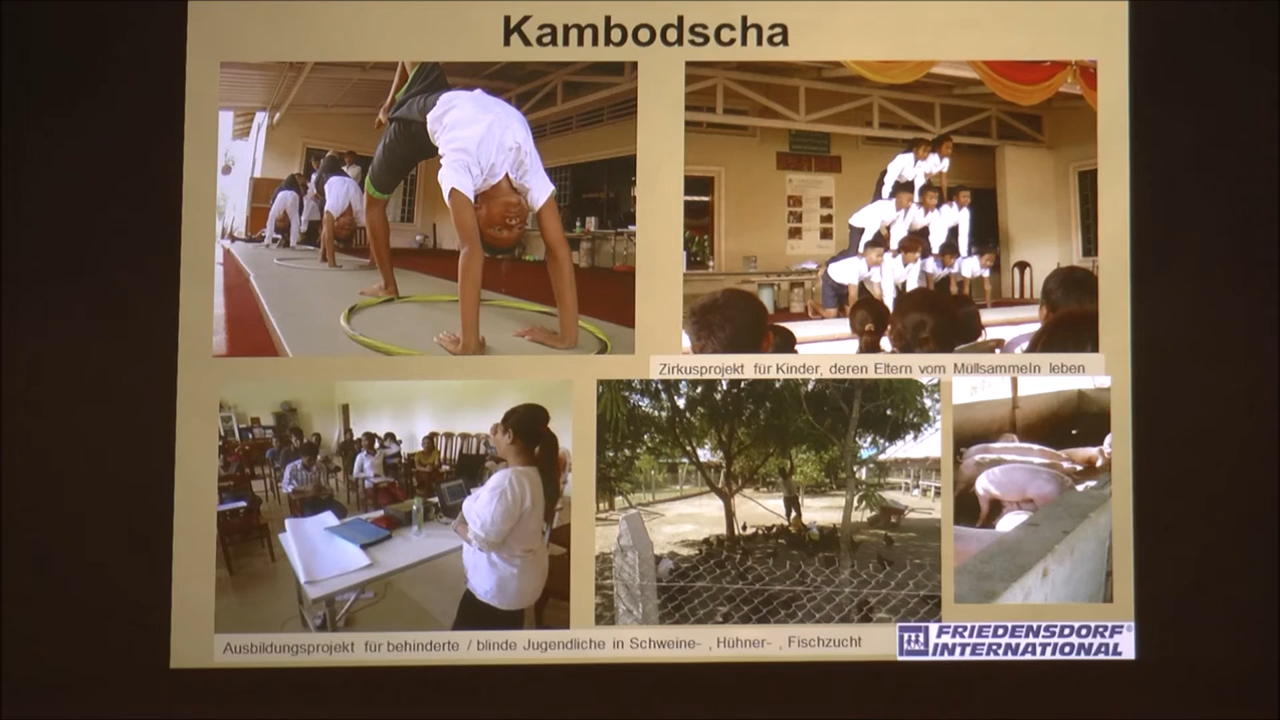 Kambodscha
Zirkusprojekt für Kinder, deren Eltern vom Müllsammeln leben
Ausbildungsprojekt für behinderte / blinde Jugendliche in Schweine- , Hühner- , Fischzucht
FRIEDENSDORF®
INTERNATIONAL